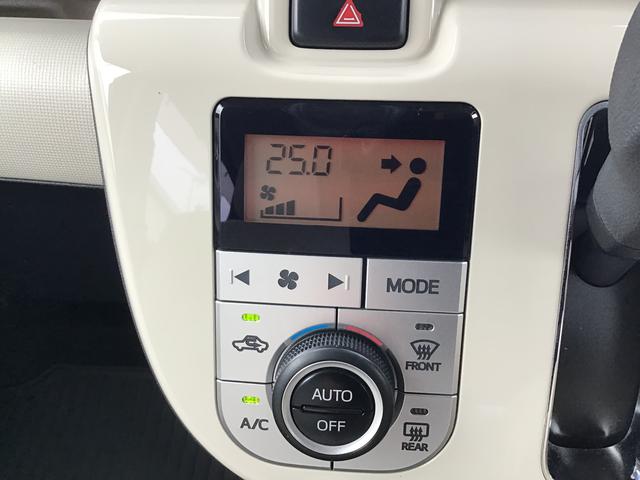 25.0
MODE
FRONT
AUTO
A/C
OFF
REAR